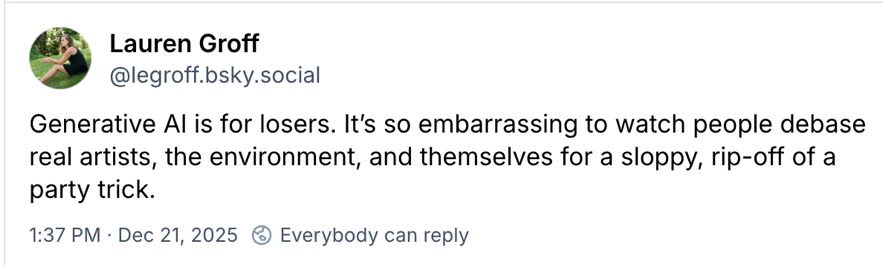 Lauren Groff
@legroff.bsky.social
Generative AI is for losers. It’s so embarrassing to watch people debase
real artists, the environment, and themselves for a sloppy, rip-off of a
party trick.
1:37 PM · Dec 21, 2025 Everybody can reply